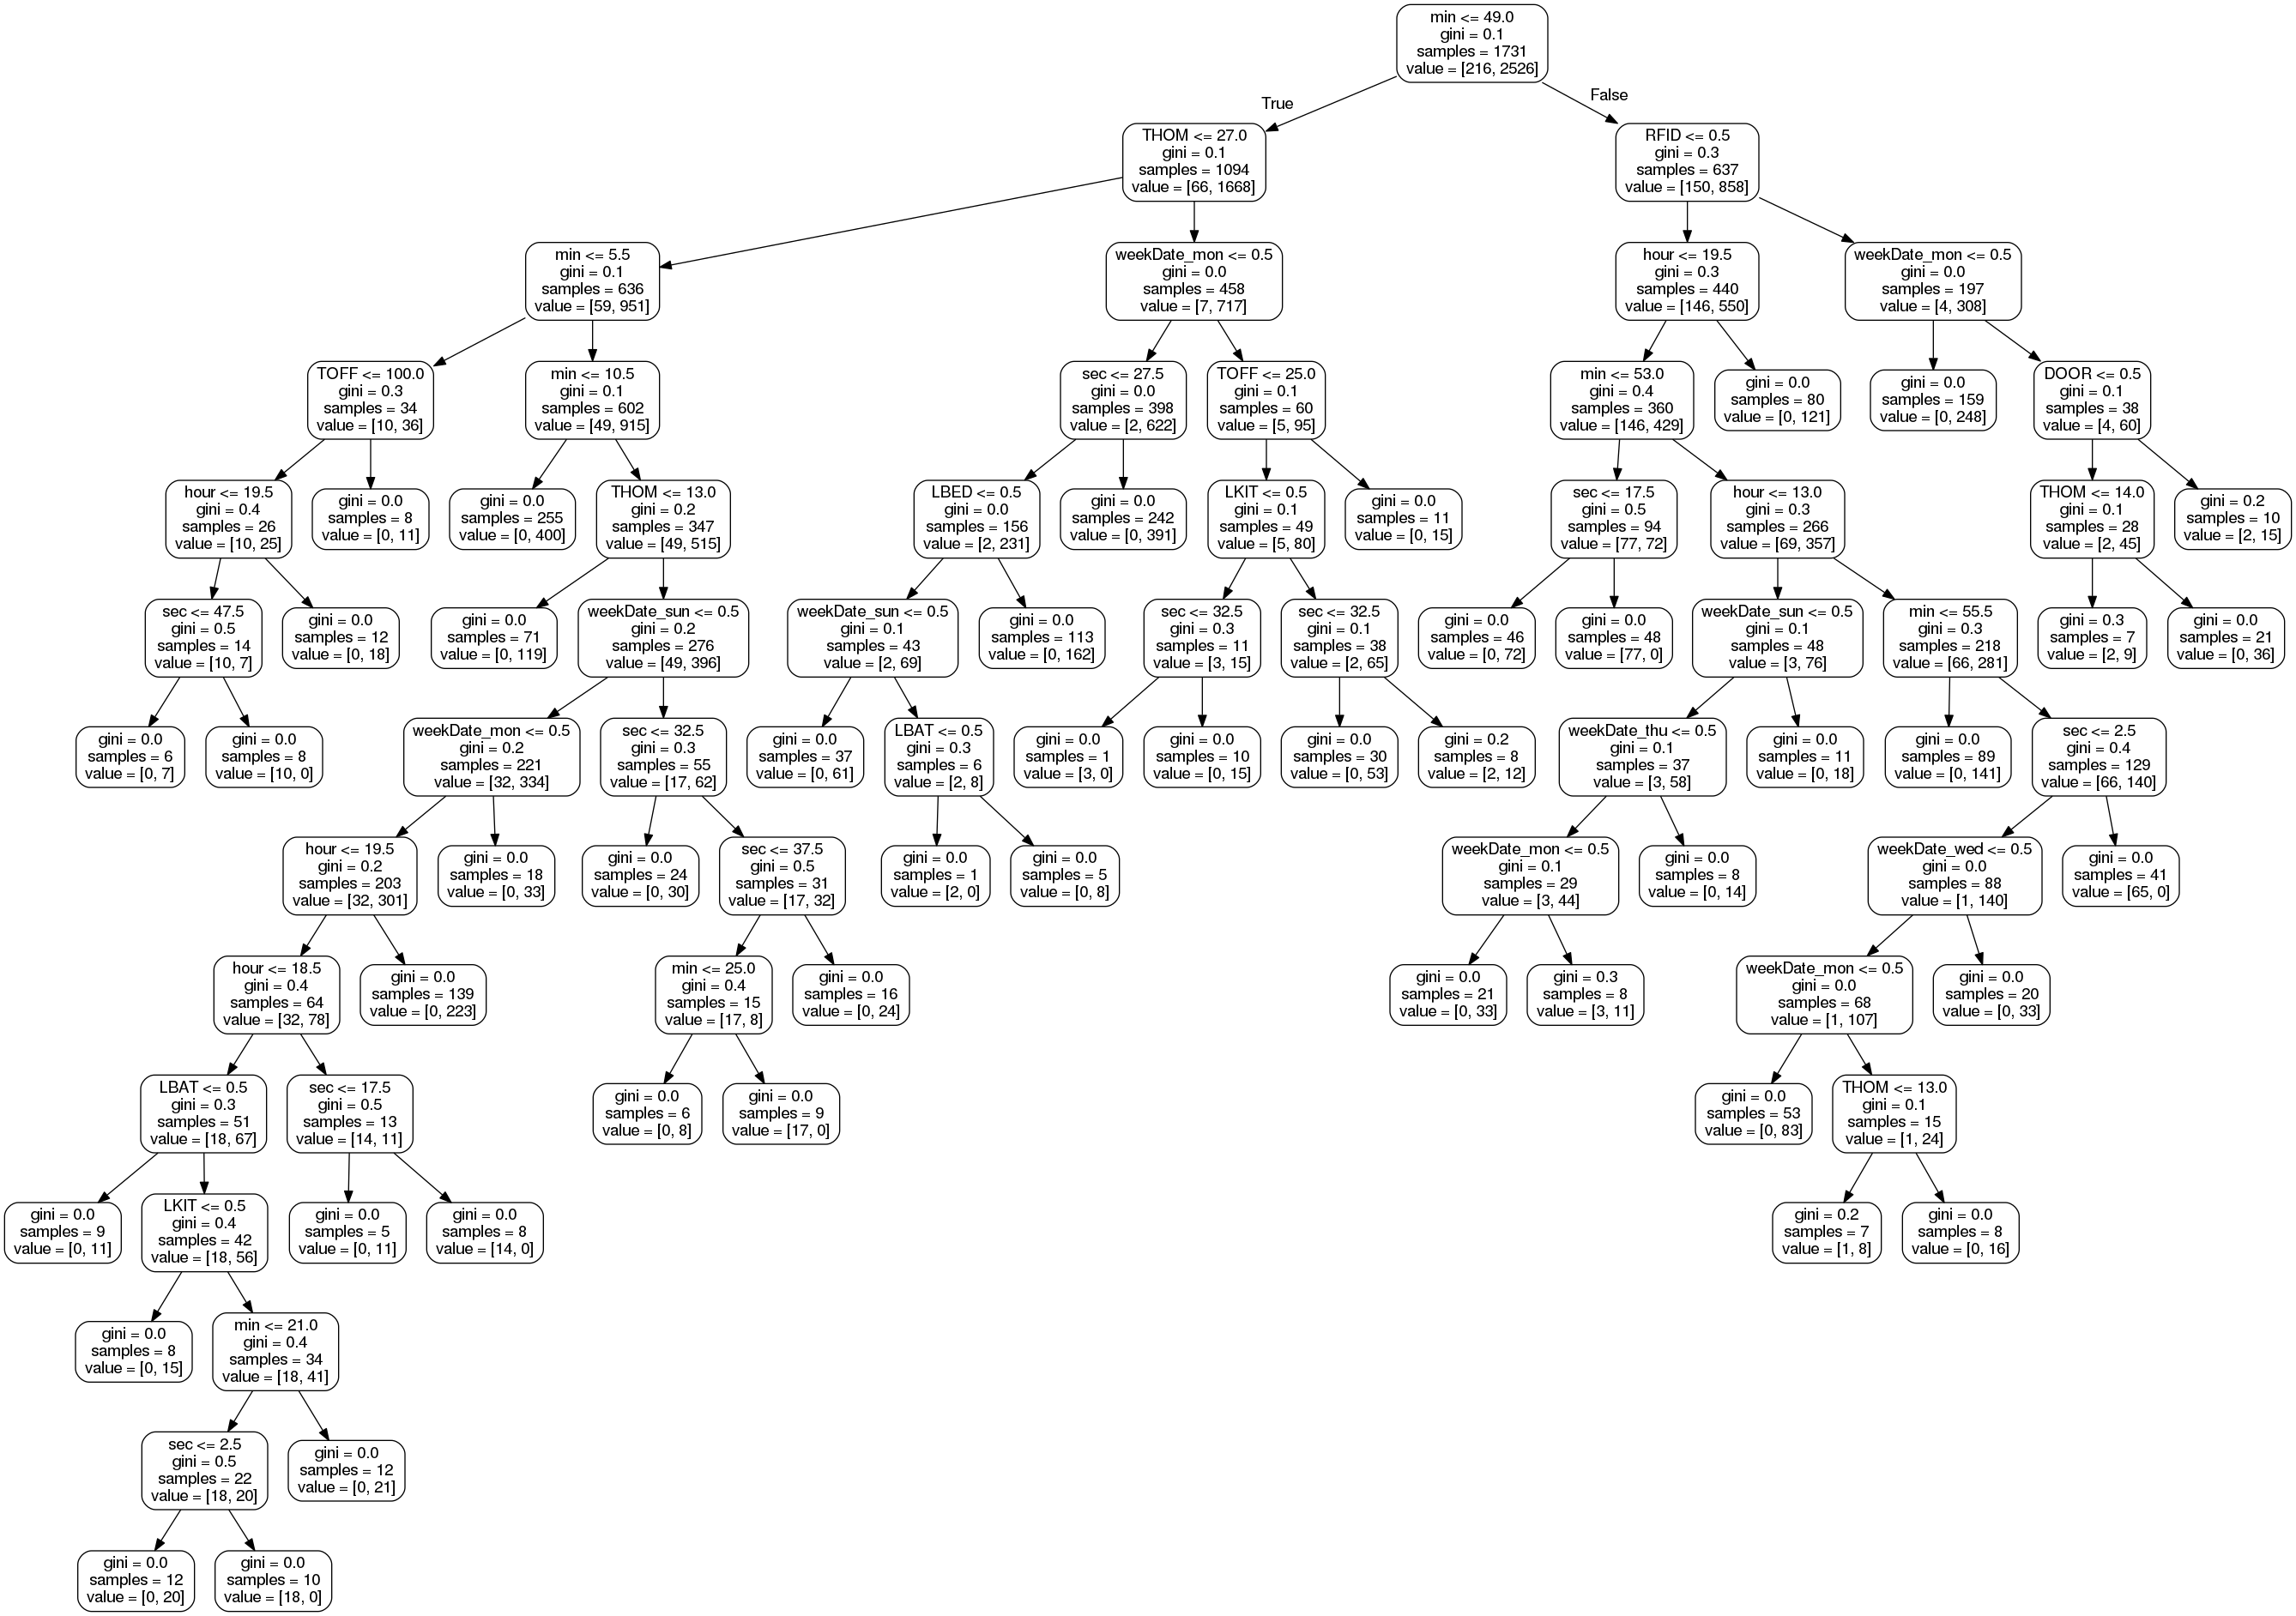 min <= 49.0
gini = 0.1
samples = 1731
value = [216, 2526]
True
False
THOM <= 27.0
gini = 0.1
samples = 1094
value = [66, 1668]
RFID <= 0.5
gini = 0.3
samples = 637
value = [150, 858]
min <= 5.5
gini = 0.1
samples = 636
value = [59, 951]
weekDate_mon <= 0.5
gini = 0.0
samples = 458
value = [7, 717]
hour <= 19.5
gini = 0.3
samples = 440
value = [146, 550]
weekDate_mon <= 0.5
gini = 0.0
samples = 197
value = [4, 308]
TOFF <= 100.0
gini = 0.3
samples = 34
value = [10, 36]
min <= 10.5
gini = 0.1
samples = 602
value = [49, 915]
sec <= 27.5
gini = 0.0
samples = 398
value = [2, 622]
TOFF <= 25.0
gini = 0.1
samples = 60
value = [5, 95]
min <= 53.0
gini = 0.4
samples = 360
value = [146, 429]
gini = 0.0
samples = 80
value = [0, 121]
gini = 0.0
samples = 159
value = [0, 248]
DOOR <= 0.5
gini = 0.1
samples = 38
value = [4, 60]
hour <= 19.5
gini = 0.4
samples = 26
value = [10, 25]
gini = 0.0
samples = 8
value = [0, 11]
gini = 0.0
samples = 255
value = [0, 400]
THOM <= 13.0
gini = 0.2
samples = 347
value = [49, 515]
LBED <= 0.5
gini = 0.0
samples = 156
value = [2, 231]
gini = 0.0
samples = 242
value = [0, 391]
LKIT <= 0.5
gini = 0.1
samples = 49
value = [5, 80]
gini = 0.0
samples = 11
value = [0, 15]
sec <= 17.5
gini = 0.5
samples = 94
value = [77, 72]
hour <= 13.0
gini = 0.3
samples = 266
value = [69, 357]
THOM <= 14.0
gini = 0.1
samples = 28
value = [2, 45]
gini = 0.2
samples = 10
value = [2, 15]
sec <= 47.5
gini = 0.5
samples = 14
value = [10, 7]
gini = 0.0
samples = 12
value = [0, 18]
gini = 0.0
samples = 71
value = [0, 119]
weekDate_sun <= 0.5
gini = 0.2
samples = 276
value = [49, 396]
weekDate_sun <= 0.5
gini = 0.1
samples = 43
value = [2, 69]
gini = 0.0
samples = 113
value = [0, 162]
sec <= 32.5
gini = 0.3
samples = 11
value = [3, 15]
sec <= 32.5
gini = 0.1
samples = 38
value = [2, 65]
gini = 0.0
samples = 46
value = [0, 72]
gini = 0.0
samples = 48
value = [77, 0]
weekDate_sun <= 0.5
gini = 0.1
samples = 48
value = [3, 76]
min <= 55.5
gini = 0.3
samples = 218
value = [66, 281]
gini = 0.3
samples = 7
value = [2, 9]
gini = 0.0
samples = 21
value = [0, 36]
gini = 0.0
samples = 6
value = [0, 7]
gini = 0.0
samples = 8
value = [10, 0]
weekDate_mon <= 0.5
gini = 0.2
samples = 221
value = [32, 334]
sec <= 32.5
gini = 0.3
samples = 55
value = [17, 62]
gini = 0.0
samples = 37
value = [0, 61]
LBAT <= 0.5
gini = 0.3
samples = 6
value = [2, 8]
gini = 0.0
samples = 1
value = [3, 0]
gini = 0.0
samples = 10
value = [0, 15]
gini = 0.0
samples = 30
value = [0, 53]
gini = 0.2
samples = 8
value = [2, 12]
weekDate_thu <= 0.5
gini = 0.1
samples = 37
value = [3, 58]
gini = 0.0
samples = 11
value = [0, 18]
gini = 0.0
samples = 89
value = [0, 141]
sec <= 2.5
gini = 0.4
samples = 129
value = [66, 140]
hour <= 19.5
gini = 0.2
samples = 203
value = [32, 301]
gini = 0.0
samples = 18
value = [0, 33]
gini = 0.0
samples = 24
value = [0, 30]
sec <= 37.5
gini = 0.5
samples = 31
value = [17, 32]
gini = 0.0
samples = 1
value = [2, 0]
gini = 0.0
samples = 5
value = [0, 8]
weekDate_mon <= 0.5
gini = 0.1
samples = 29
value = [3, 44]
gini = 0.0
samples = 8
value = [0, 14]
weekDate_wed <= 0.5
gini = 0.0
samples = 88
value = [1, 140]
gini = 0.0
samples = 41
value = [65, 0]
hour <= 18.5
gini = 0.4
samples = 64
value = [32, 78]
gini = 0.0
samples = 139
value = [0, 223]
min <= 25.0
gini = 0.4
samples = 15
value = [17, 8]
gini = 0.0
samples = 16
value = [0, 24]
gini = 0.0
samples = 21
value = [0, 33]
gini = 0.3
samples = 8
value = [3, 11]
weekDate_mon <= 0.5
gini = 0.0
samples = 68
value = [1, 107]
gini = 0.0
samples = 20
value = [0, 33]
LBAT <= 0.5
gini = 0.3
samples = 51
value = [18, 67]
sec <= 17.5
gini = 0.5
samples = 13
value = [14, 11]
gini = 0.0
samples = 6
value = [0, 8]
gini = 0.0
samples = 9
value = [17, 0]
gini = 0.0
samples = 53
value = [0, 83]
THOM <= 13.0
gini = 0.1
samples = 15
value = [1, 24]
gini = 0.0
samples = 9
value = [0, 11]
LKIT <= 0.5
gini = 0.4
samples = 42
value = [18, 56]
gini = 0.0
samples = 5
value = [0, 11]
gini = 0.0
samples = 8
value = [14, 0]
gini = 0.2
samples = 7
value = [1, 8]
gini = 0.0
samples = 8
value = [0, 16]
gini = 0.0
samples = 8
value = [0, 15]
min <= 21.0
gini = 0.4
samples = 34
value = [18, 41]
sec <= 2.5
gini = 0.5
samples = 22
value = [18, 20]
gini = 0.0
samples = 12
value = [0, 21]
gini = 0.0
samples = 12
value = [0, 20]
gini = 0.0
samples = 10
value = [18, 0]